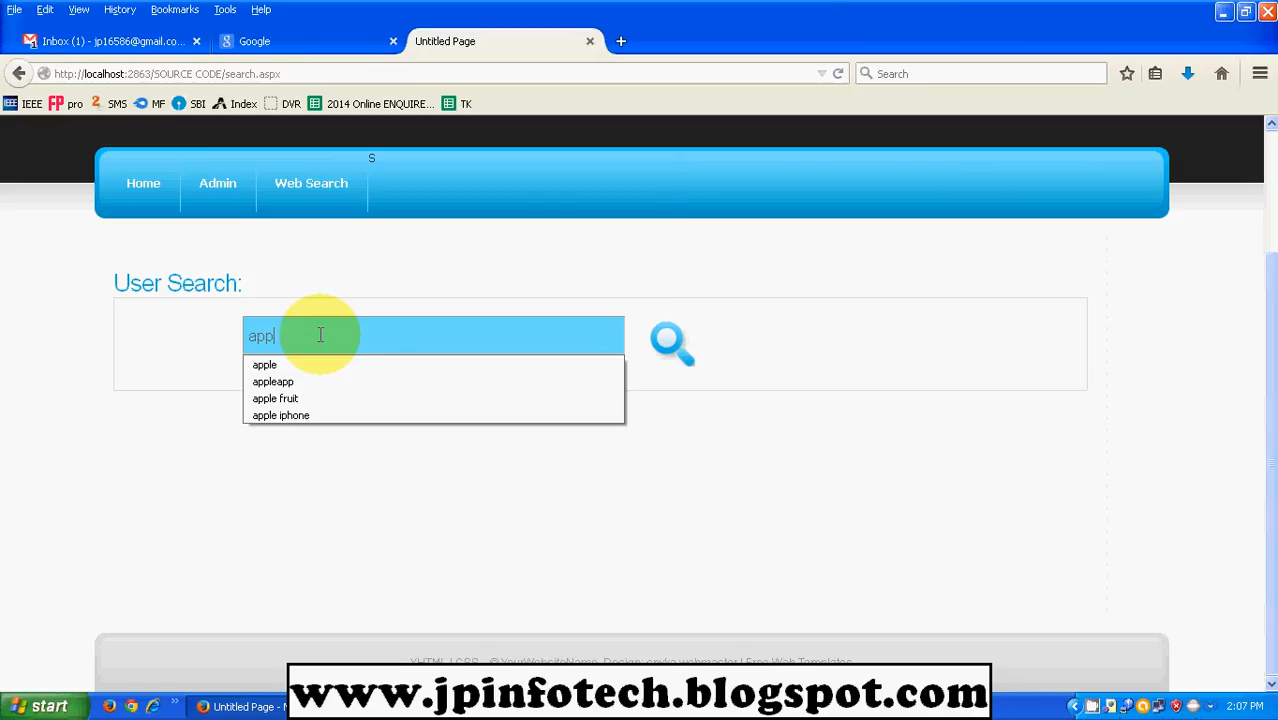 File Edit View History Bookmarks Tools Help
Inbox (1) - jp16586@gmail.co... Google Untitled Page
http://localhost:2863/SOURCE CODE/search.aspx Search
IEEE pro SMS MF SBI Index DVR 2014 Online ENQUIRE... TK
S
Home Admin Web Search
User Search:
app
apple
appleapp
apple fruit
apple iphone
www.jpinfotech.blogspot.com
start Untitled Page - 2:07 PM